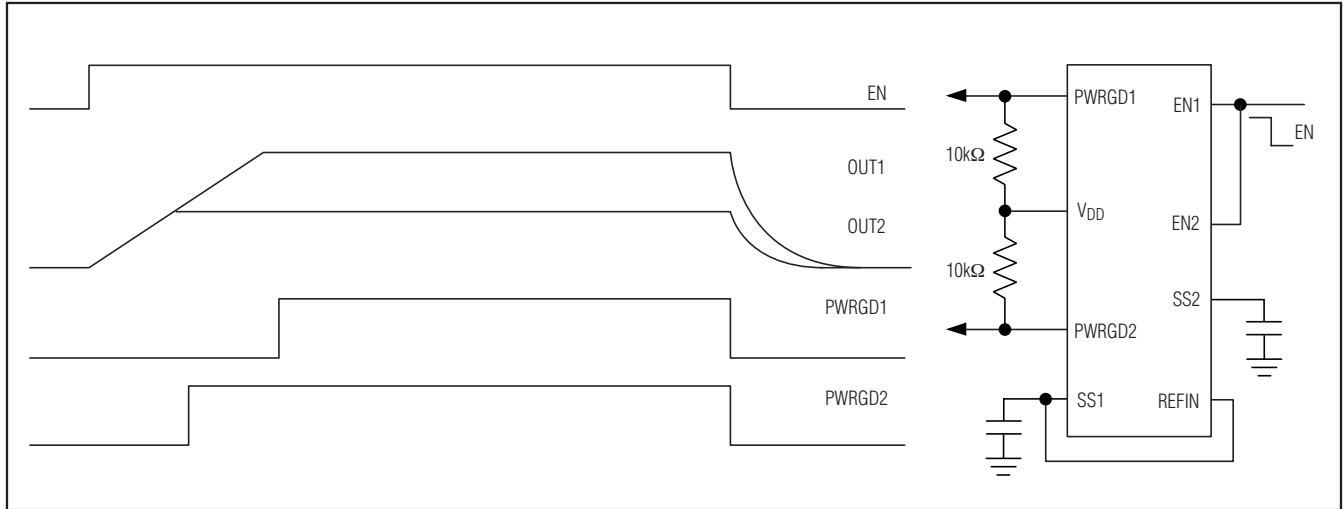 EN
OUT1
OUT2
PWRGD1
PWRGD2
PWRGD1
EN1
EN
10kΩ
VDD
EN2
10kΩ
SS2
PWRGD2
SS1
REFIN